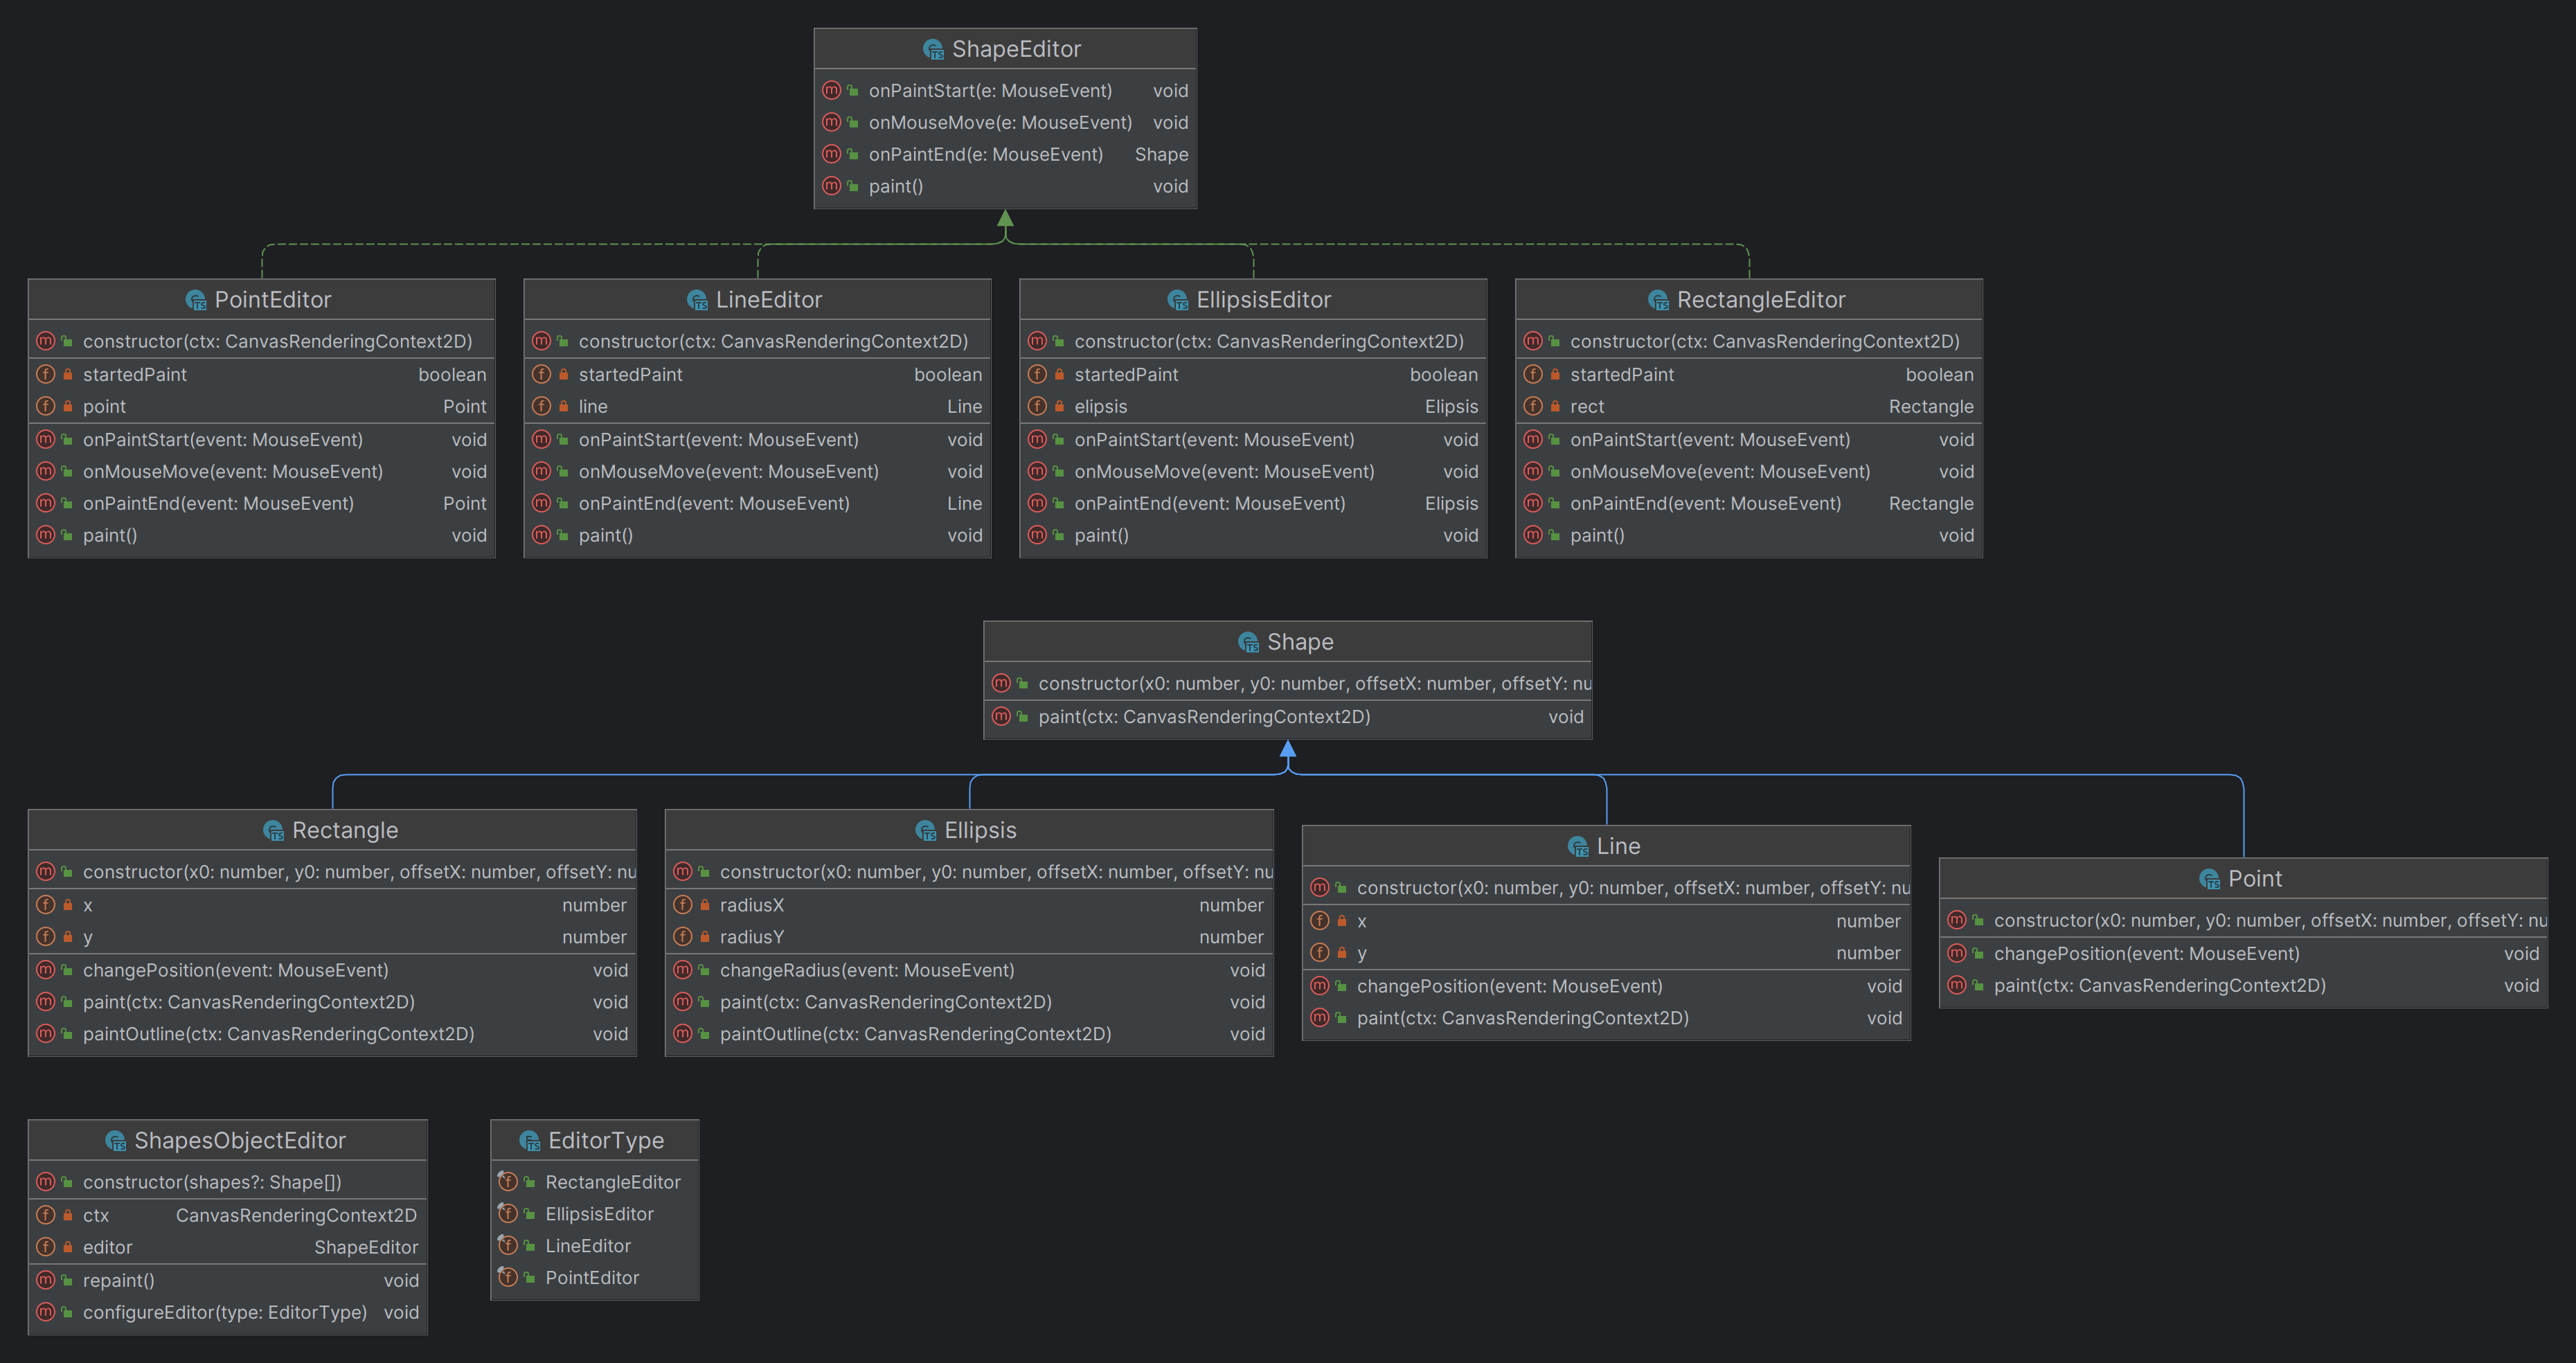 ShapeEditor
onPaintStart(e: MouseEvent) void
onMouseMove(e: MouseEvent) void
onPaintEnd(e: MouseEvent) Shape
paint() void
PointEditor
constructor(ctx: CanvasRenderingContext2D)
startedPaint boolean
point Point
onPaintStart(event: MouseEvent) void
onMouseMove(event: MouseEvent) void
onPaintEnd(event: MouseEvent) Point
paint() void
LineEditor
constructor(ctx: CanvasRenderingContext2D)
startedPaint boolean
line Line
onPaintStart(event: MouseEvent) void
onMouseMove(event: MouseEvent) void
onPaintEnd(event: MouseEvent) Line
paint() void
EllipsisEditor
constructor(ctx: CanvasRenderingContext2D)
startedPaint boolean
elipsis Elipsis
onPaintStart(event: MouseEvent) void
onMouseMove(event: MouseEvent) void
onPaintEnd(event: MouseEvent) Elipsis
paint() void
RectangleEditor
constructor(ctx: CanvasRenderingContext2D)
startedPaint boolean
rect Rectangle
onPaintStart(event: MouseEvent) void
onMouseMove(event: MouseEvent) void
onPaintEnd(event: MouseEvent) Rectangle
paint() void
Shape
constructor(x0: number, y0: number, offsetX: number, offsetY: nu
paint(ctx: CanvasRenderingContext2D) void
Rectangle
constructor(x0: number, y0: number, offsetX: number, offsetY: nu
x number
y number
changePosition(event: MouseEvent) void
paint(ctx: CanvasRenderingContext2D) void
paintOutline(ctx: CanvasRenderingContext2D) void
Ellipsis
constructor(x0: number, y0: number, offsetX: number, offsetY: nu
radiusX number
radiusY number
changeRadius(event: MouseEvent) void
paint(ctx: CanvasRenderingContext2D) void
paintOutline(ctx: CanvasRenderingContext2D) void
Line
constructor(x0: number, y0: number, offsetX: number, offsetY: nu
x number
y number
changePosition(event: MouseEvent) void
paint(ctx: CanvasRenderingContext2D) void
Point
constructor(x0: number, y0: number, offsetX: number, offsetY: nu
changePosition(event: MouseEvent) void
paint(ctx: CanvasRenderingContext2D) void
ShapesObjectEditor
constructor(shapes?: Shape[])
ctx CanvasRenderingContext2D
editor ShapeEditor
repaint() void
configureEditor(type: EditorType) void
EditorType
RectangleEditor
EllipsisEditor
LineEditor
PointEditor